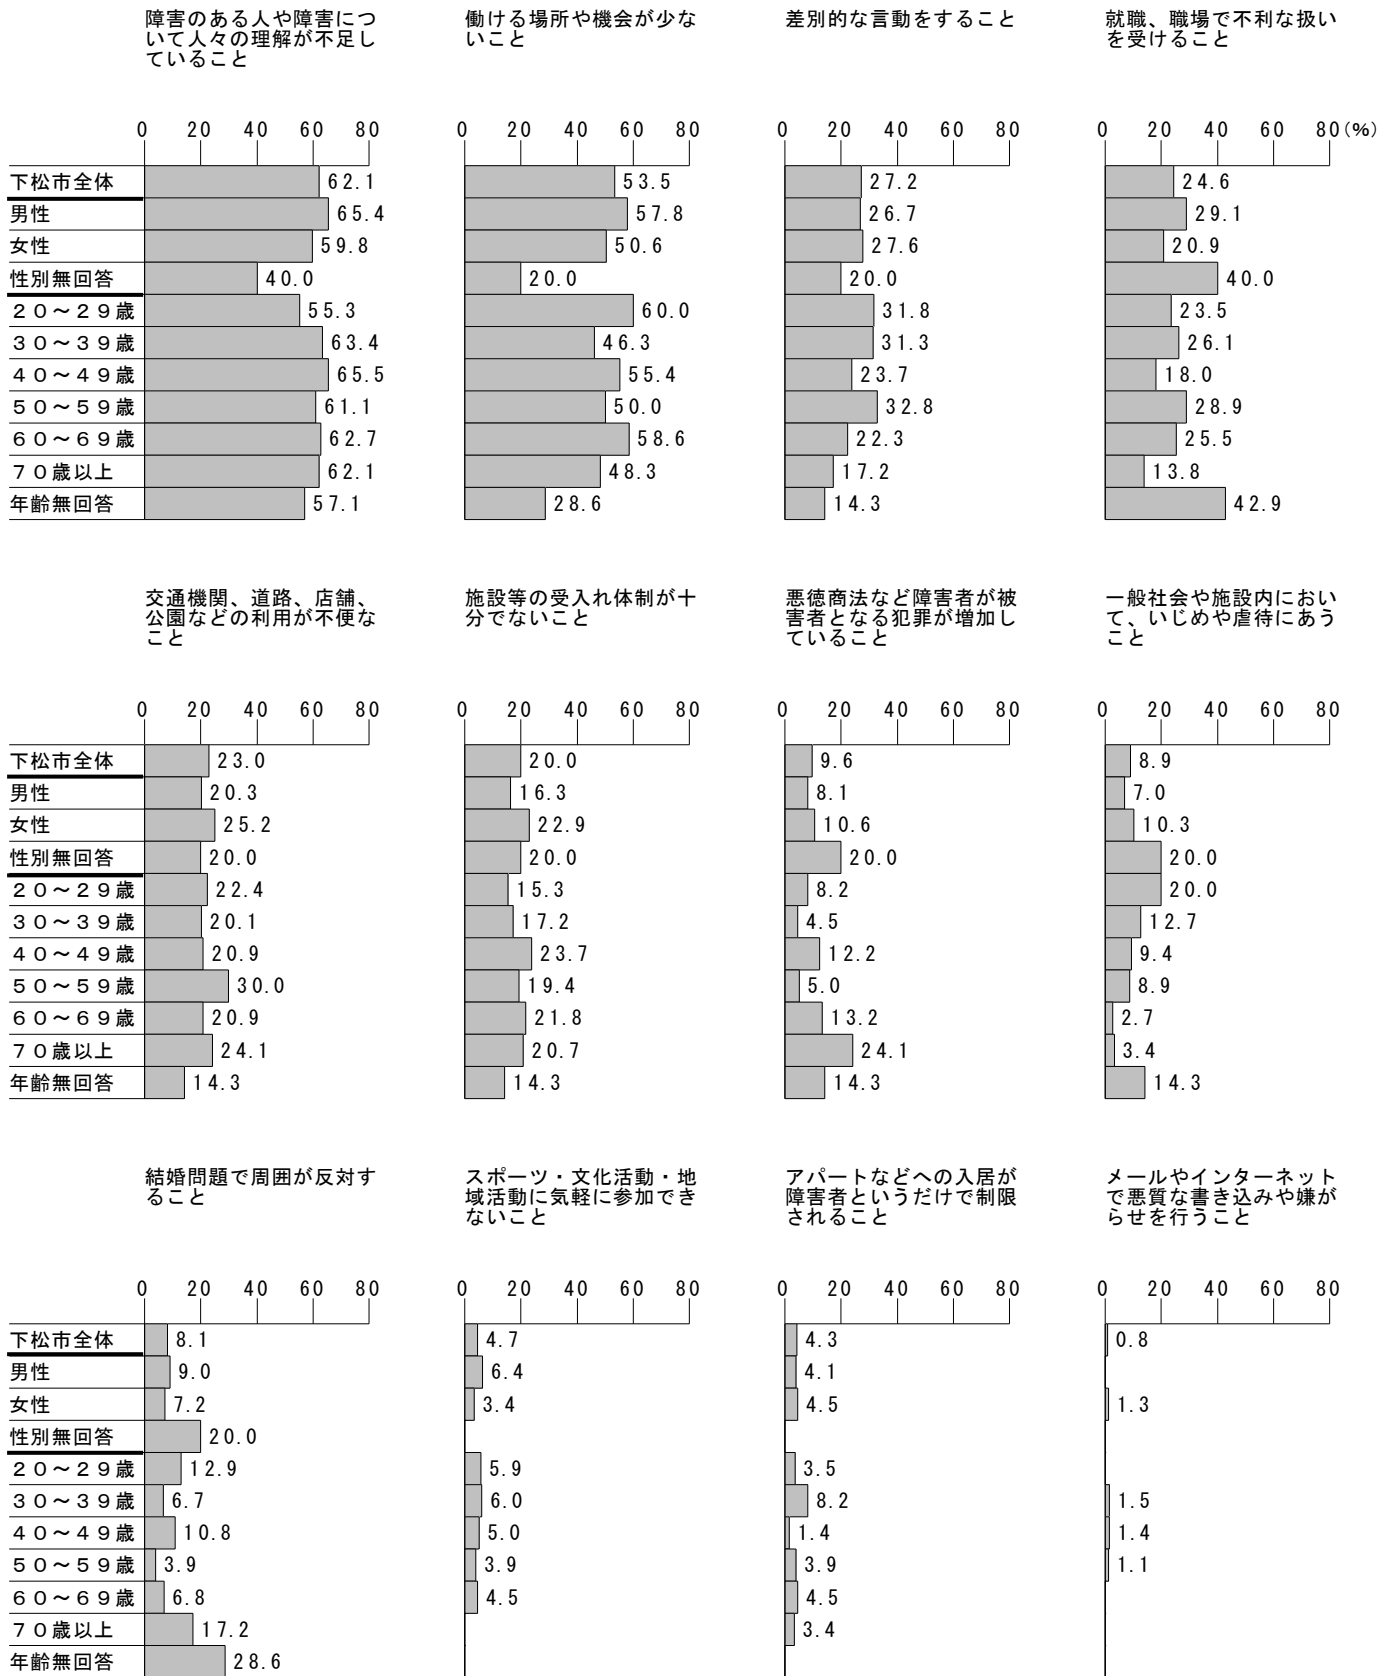 障害のある人や障害につ
いて人々の理解が不足し
ていること
働ける場所や機会が少な
いこと
差別的な言動をすること
就職、職場で不利な扱い
を受けること
0 20 40 60 80 0 20 40 60 80 0 20 40 60 80 0 20 40 60 80(%)
下松市全体 62.1 53.5 27.2 24.6
男性 65.4 57.8 26.7 29.1
女性 59.8 50.6 27.6 20.9
性別無回答 40.0 20.0 20.0 40.0
20～29歳 55.3 60.0 31.8 23.5
30～39歳 63.4 46.3 31.3 26.1
40～49歳 65.5 55.4 23.7 18.0
50～59歳 61.1 50.0 32.8 28.9
60～69歳 62.7 58.6 22.3 25.5
70歳以上 62.1 48.3 17.2 13.8
年齢無回答 57.1 28.6 14.3 42.9
交通機関、道路、店舗、
公園などの利用が不便な
こと
施設等の受入れ体制が十
分でないこと
悪徳商法など障害者が被
害者となる犯罪が増加し
ていること
一般社会や施設内におい
て、いじめや虐待にあう
こと
0 20 40 60 80 0 20 40 60 80 0 20 40 60 80 0 20 40 60 80
下松市全体 23.0 20.0 9.6 8.9
男性 20.3 16.3 8.1 7.0
女性 25.2 22.9 10.6 10.3
性別無回答 20.0 20.0 20.0 20.0
20～29歳 22.4 15.3 8.2 20.0
30～39歳 20.1 17.2 4.5 12.7
40～49歳 20.9 23.7 12.2 9.4
50～59歳 30.0 19.4 5.0 8.9
60～69歳 20.9 21.8 13.2 2.7
70歳以上 24.1 20.7 24.1 3.4
年齢無回答 14.3 14.3 14.3 14.3
結婚問題で周囲が反対す
ること
スポーツ・文化活動・地
域活動に気軽に参加でき
ないこと
アパートなどへの入居が
障害者というだけで制限
されること
メールやインターネット
で悪質な書き込みや嫌が
らせを行うこと
0 20 40 60 80 0 20 40 60 80 0 20 40 60 80 0 20 40 60 80
下松市全体 8.1 4.7 4.3 0.8
男性 9.0 6.4 4.1
女性 7.2 3.4 4.5 1.3
性別無回答 20.0
20～29歳 12.9 5.9 3.5
30～39歳 6.7 6.0 8.2 1.5
40～49歳 10.8 5.0 1.4 1.4
50～59歳 3.9 3.9 3.9 1.1
60～69歳 6.8 4.5 4.5
70歳以上 17.2 3.4
年齢無回答 28.6